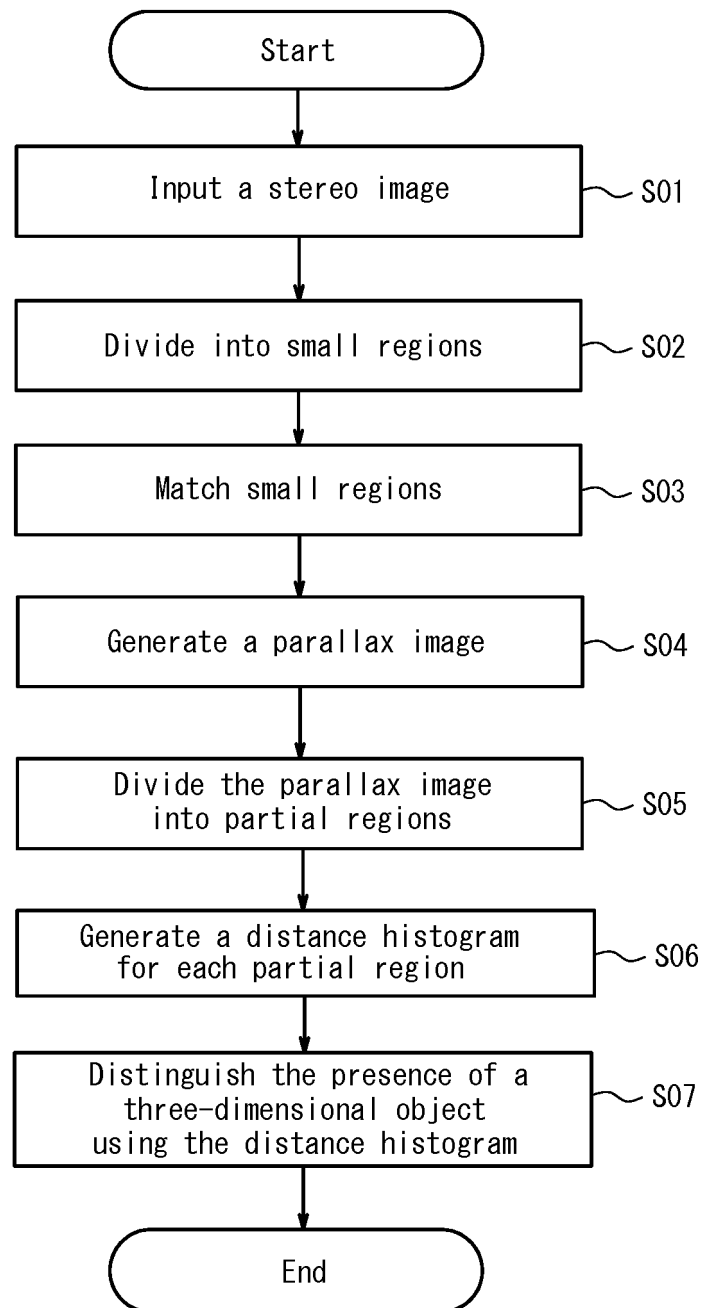 Start
Input a stereo image
S01
Divide into small regions
S02
Match small regions
S03
Generate a parallax image
S04
Divide the parallax image
into partial regions
S05
Generate a distance histogram
for each partial region
S06
Distinguish the presence of a
three-dimensional object
using the distance histogram
S07
End